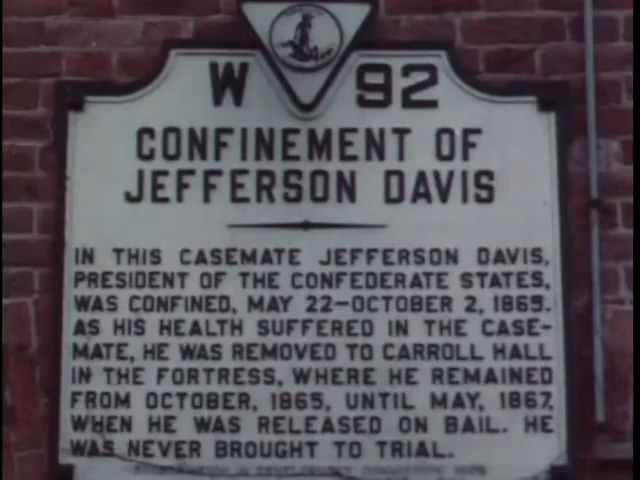 W 92
CONFINEMENT OF
JEFFERSON DAVIS
IN THIS CASEMATE JEFFERSON DAVIS,
PRESIDENT OF THE CONFEDERATE STATES,
WAS CONFINED, MAY 22-OCTOBER 2, 1865.
AS HIS HEALTH SUFFERED IN THE CASE-
MATE, HE WAS REMOVED TO CARROLL HALL
IN THE FORTRESS, WHERE HE REMAINED
FROM OCTOBER, 1865, UNTIL MAY, 1867,
WHEN HE WAS RELEASED ON BAIL. HE
WAS NEVER BROUGHT TO TRIAL.